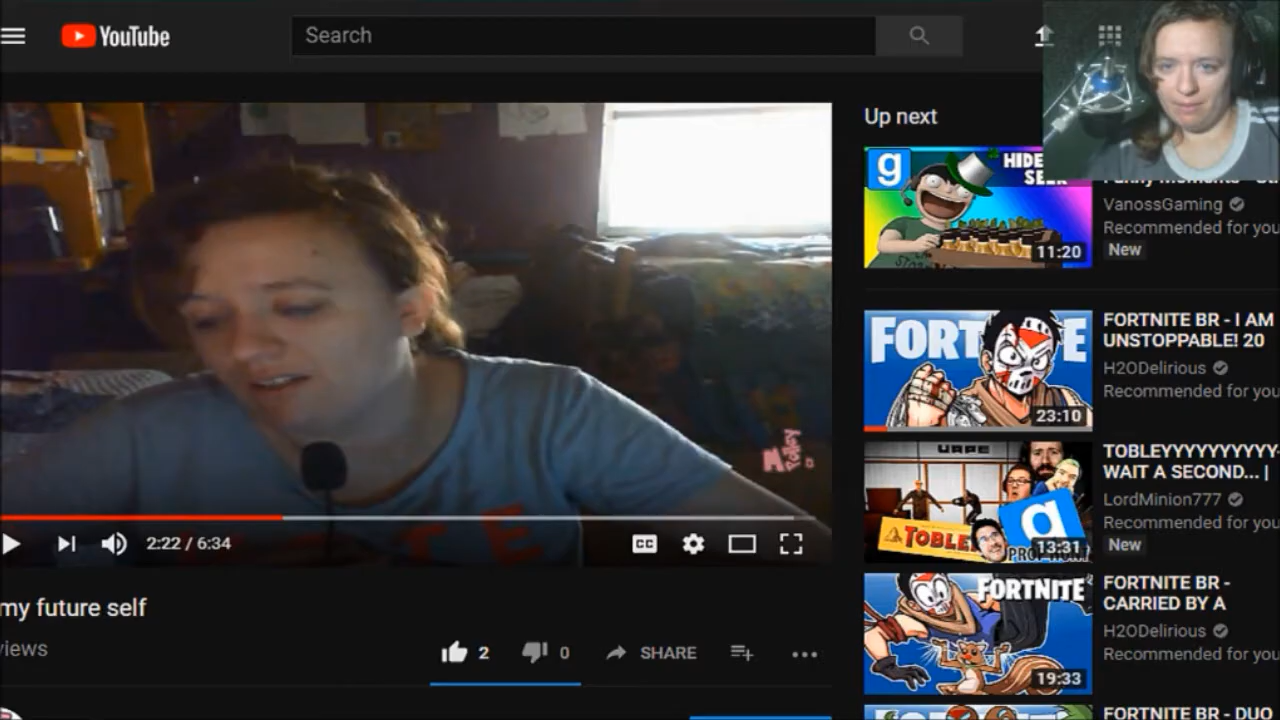 YouTube
Search
Up next
HIDE
SEEK
11:20
VanossGaming
Recommended for you
New
FORTNITE
23:10
FORTNITE BR - I AM
UNSTOPPABLE! 20
H2ODelirious
Recommended for you
13:31
TOBLEYYYYYYYYYY-
WAIT A SECOND... |
LordMinion777
Recommended for you
New
FORTNITE
19:33
FORTNITE BR -
CARRIED BY A
H2ODelirious
Recommended for you
FORTNITE BR - DUO
2:22 / 6:34
CC
my future self
views
2
0
SHARE